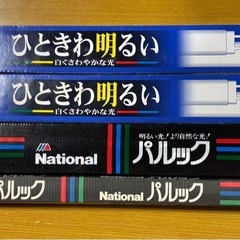 ひときわ明るい
白くさわやかな光
ひときわ明るい
白くさわやかな光
National
明るい光!より自然な光!
パルック
パルック
National
パルック